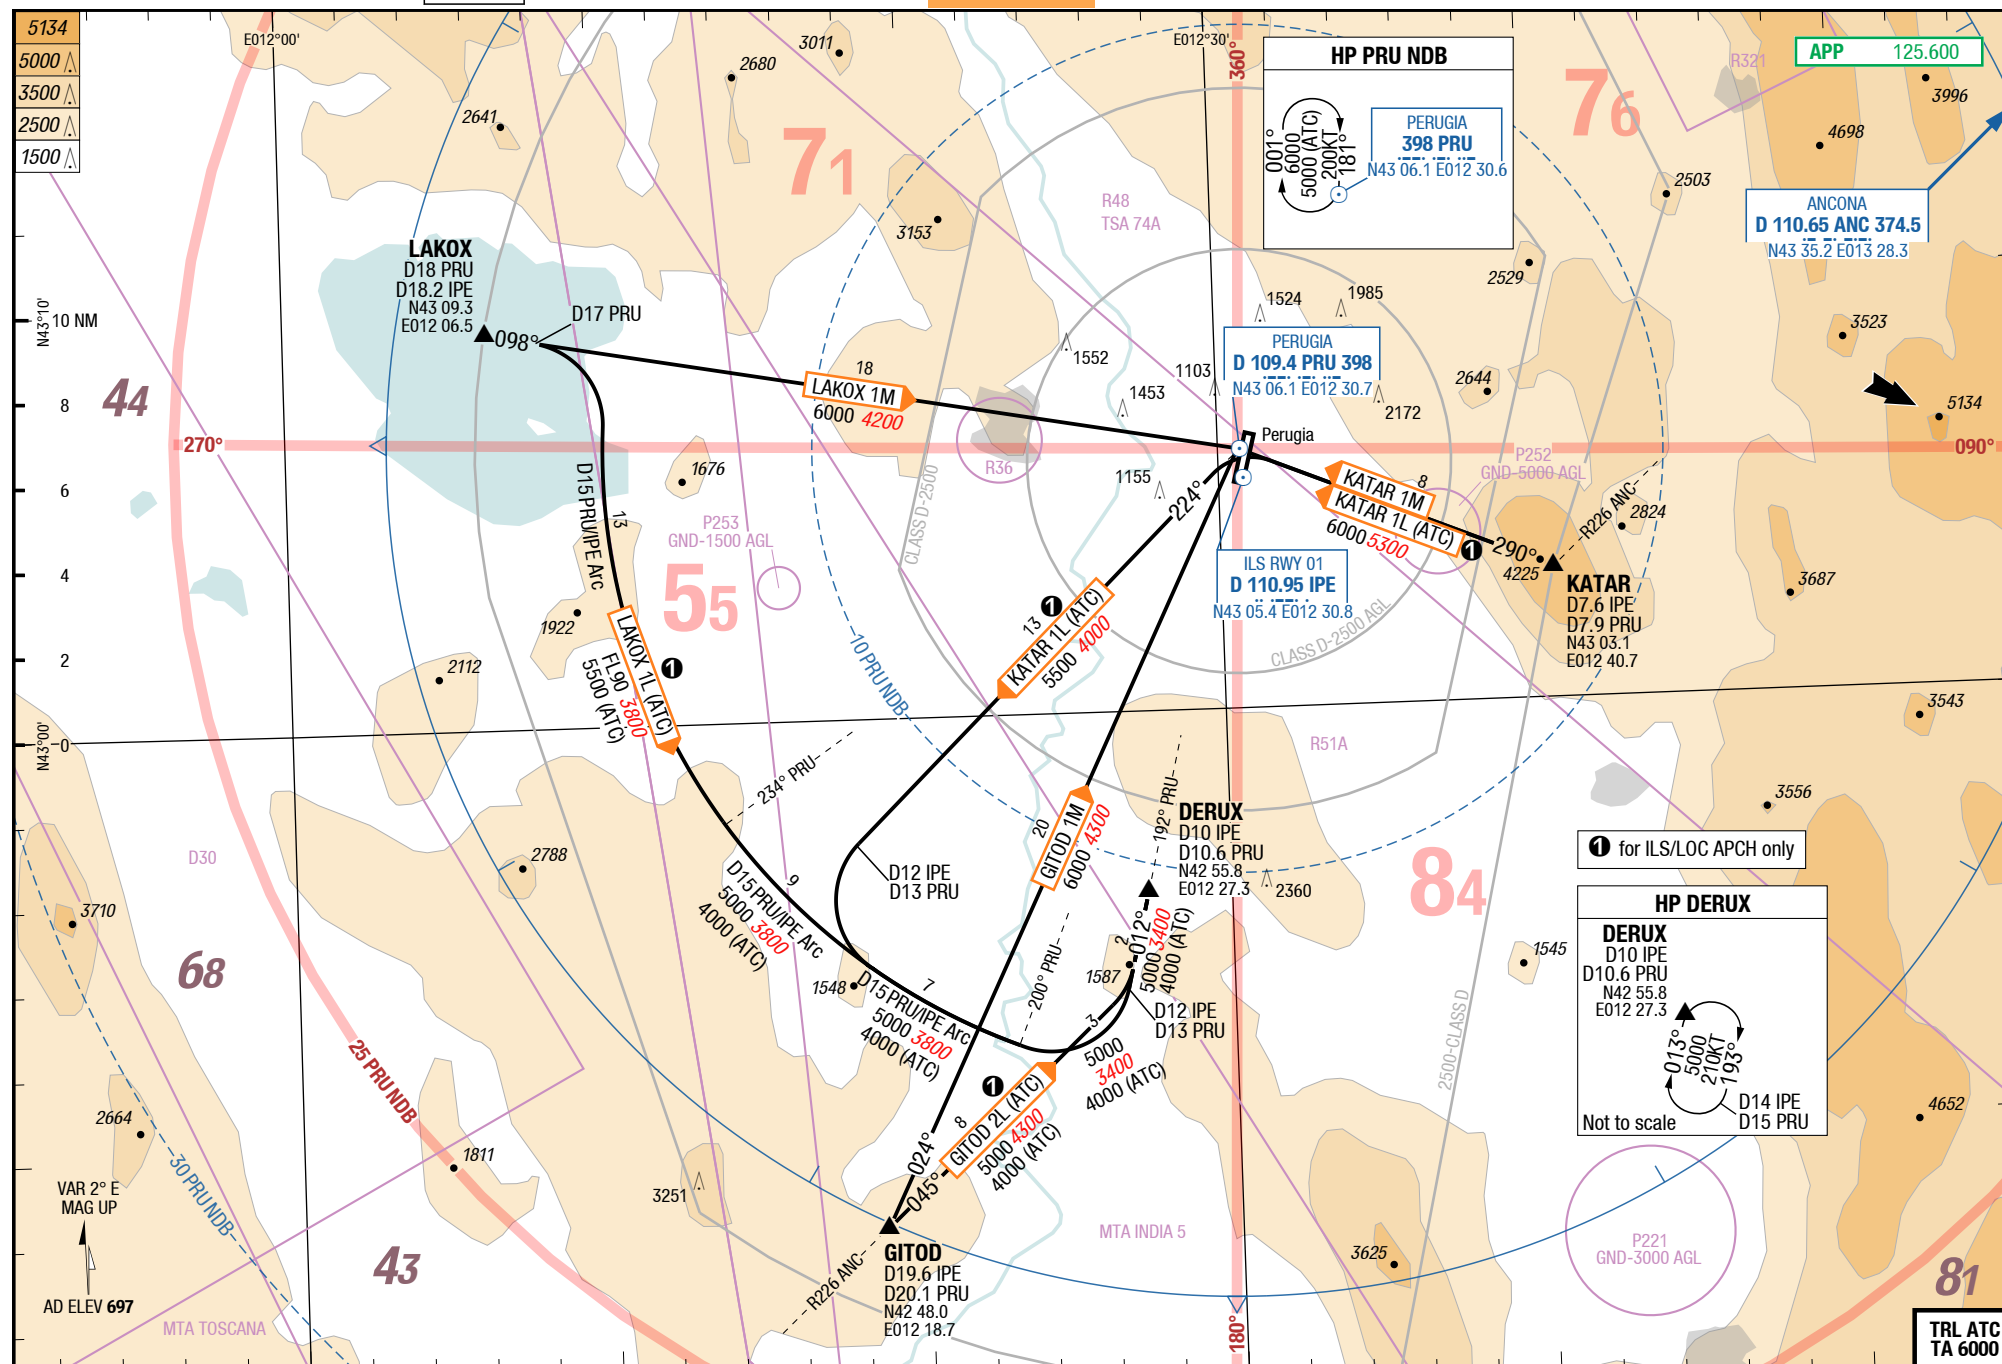 5134
5000
3500
2500
1500
E012°00'
E012°30'
360°
3011
2680
2641
3153
71
76
R48
TSA 74A
HP PRU NDB
001°
6000
5000 (ATC)
200KT
181°
PERUGIA
398 PRU
N43 06.1 E012 30.6
APP 125.600
R321
3996
4698
2503
ANCONA
D 110.65 ANC 374.5
N43 35.2 E013 28.3
2529
LAKOX
D18 PRU
D18.2 IPE
N43 09.3
E012 06.5
098°
D17 PRU
N43°10'
10 NM
8
6
4
2
0
N43°00'
44
270°
18
LAKOX 1M
6000 4200
1552
1453
1103
1524
1985
PERUGIA
D 109.4 PRU 398
N43 06.1 E012 30.7
2172
2644
3523
5134
090°
Perugia
R36
1155
CLASS D-2500
1676
P253
GND-1500 AGL
55
D15 PRU/IPE Arc
13
1922
2112
LAKOX 1L (ATC)
FL90 3800
5500 (ATC)
1
224°
KATAR 1M
8
KATAR 1L (ATC)
6000 5300
1
290°
4225
P252
GND-5000 AGL
R226 ANC
2824
KATAR
D7.6 IPE
D7.9 PRU
N43 03.1
E012 40.7
3687
ILS RWY 01
D 110.95 IPE
N43 05.4 E012 30.8
CLASS D-2500 AGL
13
1
KATAR 1L (ATC)
5500 4000
10 PRU NDB
R51A
3543
3556
234° PRU
D12 IPE
D13 PRU
20
GITOD 1M
6000 4300
192° PRU
DERUX
D10 IPE
D10.6 PRU
N42 55.8
E012 27.3
2360
84
1 for ILS/LOC APCH only
HP DERUX
DERUX
D10 IPE
D10.6 PRU
N42 55.8
E012 27.3
013°
5000
210KT
193°
D14 IPE
D15 PRU
Not to scale
D30
2788
3710
68
9
D15 PRU/IPE Arc
5000 3800
4000 (ATC)
1548
7
D15 PRU/IPE Arc
5000 3800
4000 (ATC)
200° PRU
1587
2
012°
5000 3400
4000 (ATC)
D12 IPE
D13 PRU
3
5000
3400
4000 (ATC)
1545
2500-CLASS D
25 PRU NDB
2664
1811
30 PRU NDB
VAR 2° E
MAG UP
AD ELEV 697
43
MTA TOSCANA
3251
024°
045°
8
1
GITOD 2L (ATC)
5000 4300
4000 (ATC)
R226 ANC
GITOD
D19.6 IPE
D20.1 PRU
N42 48.0
E012 18.7
MTA INDIA 5
180°
3625
P221
GND-3000 AGL
4652
81
TRL ATC
TA 6000